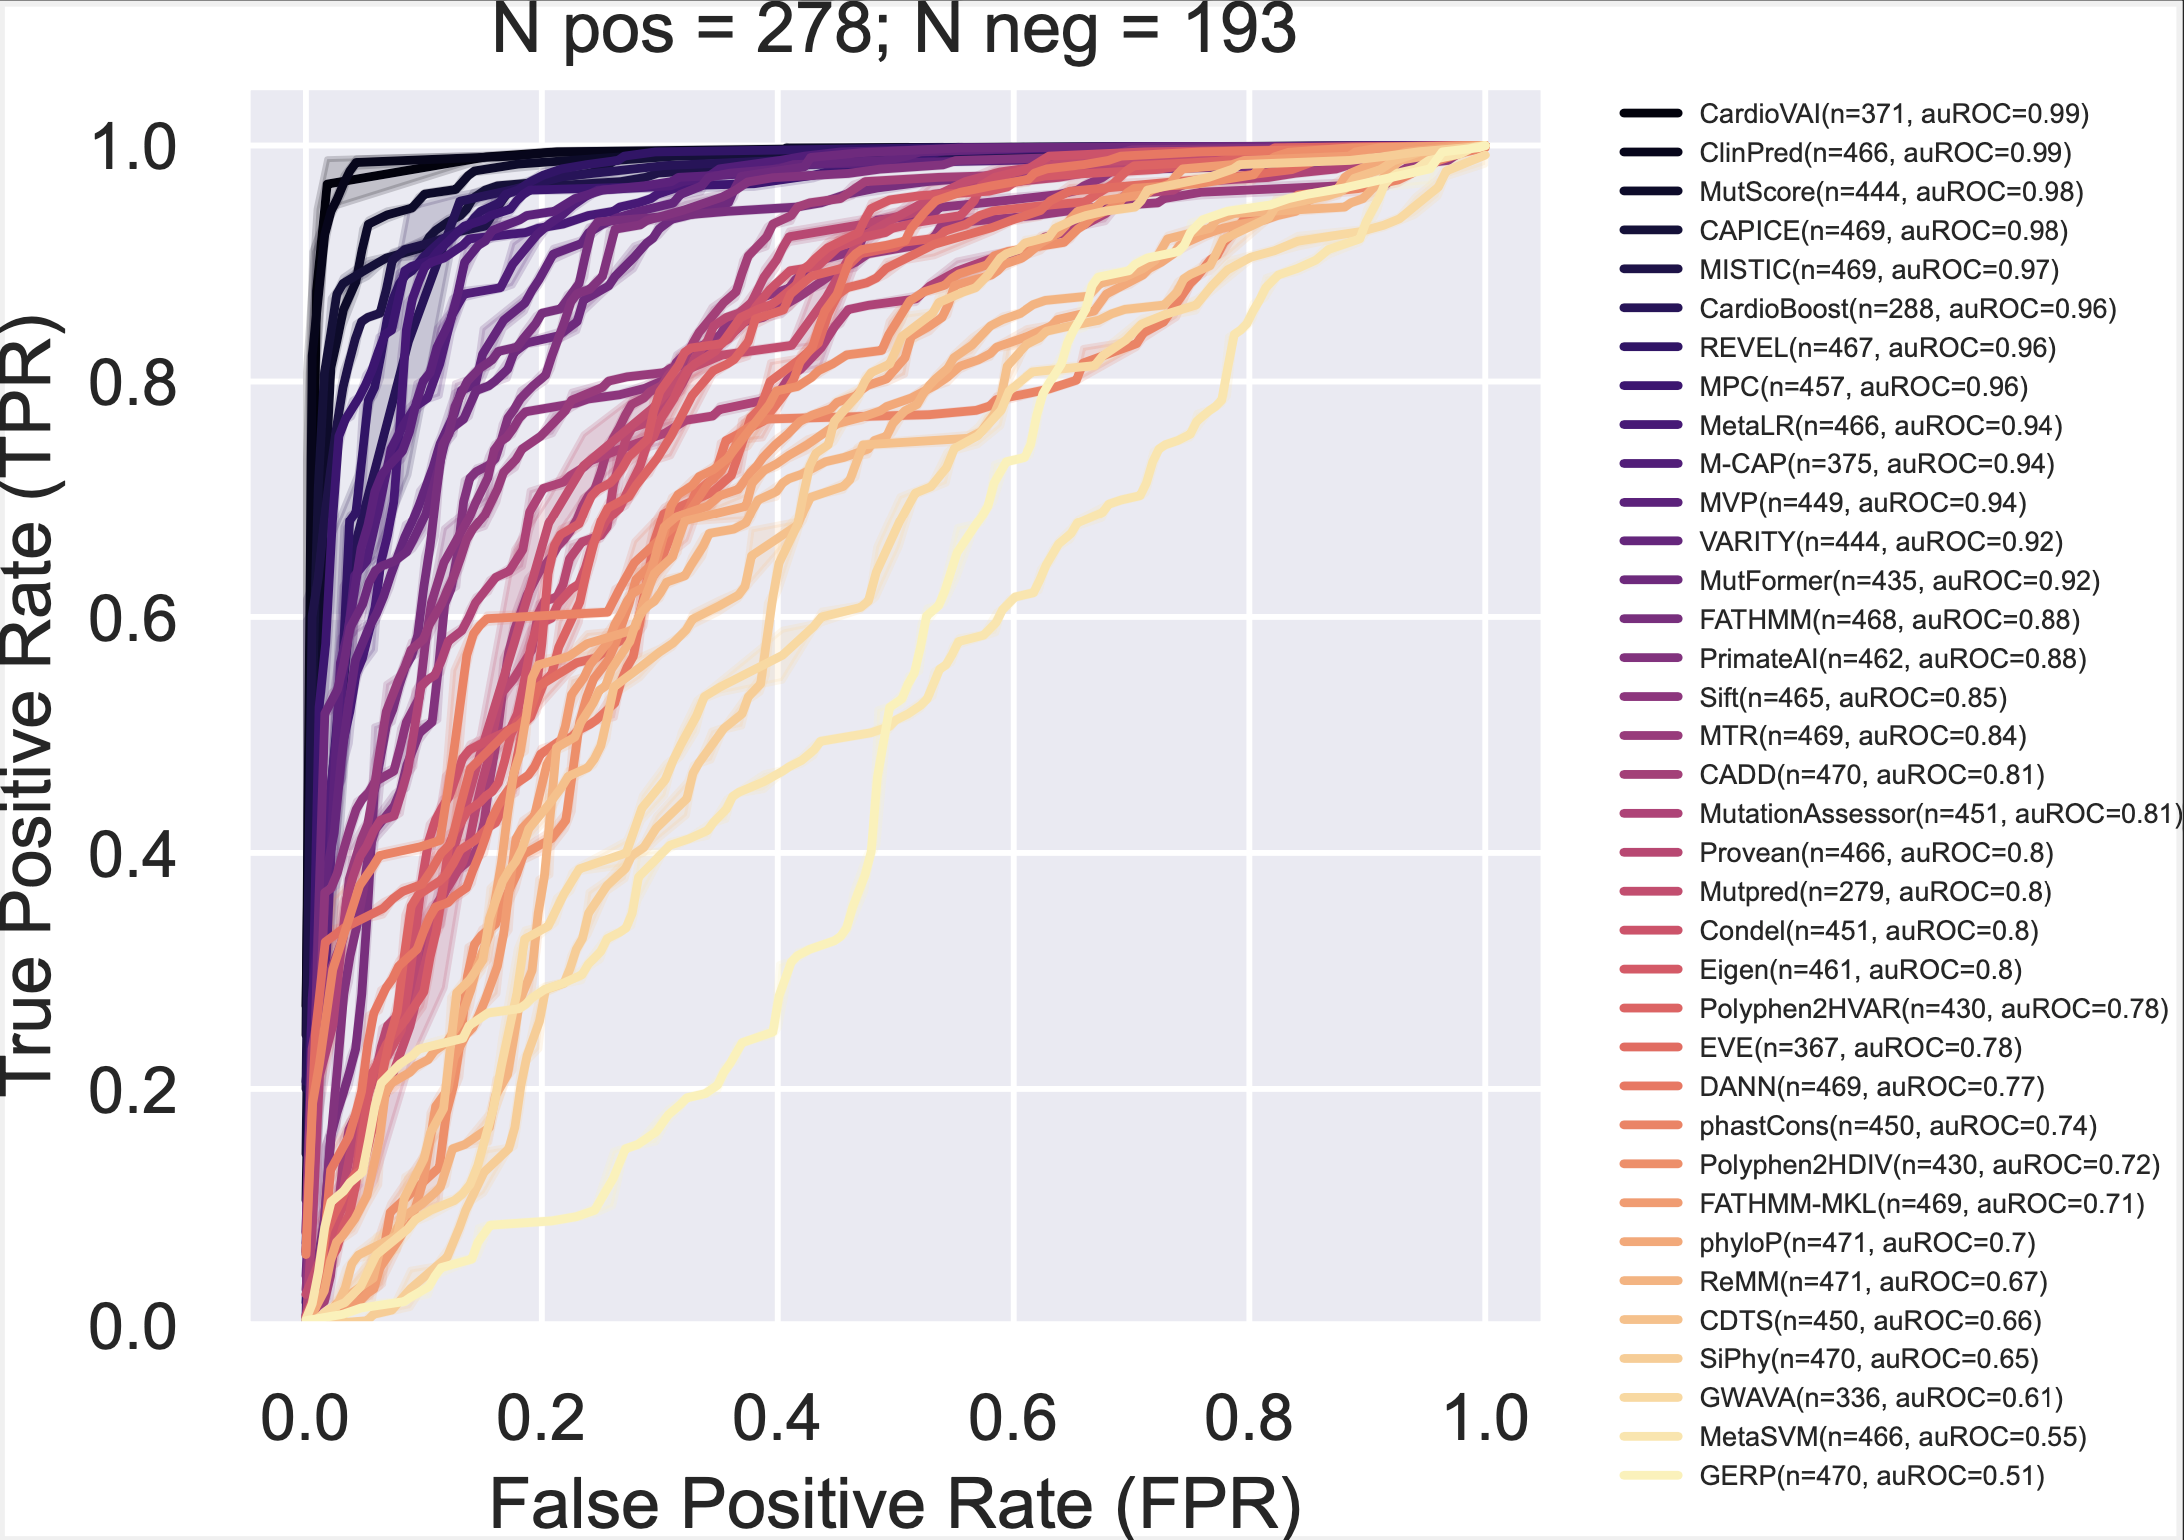 N pos = 278; N neg = 193
True Positive Rate (TPR)
1.0
0.8
0.6
0.4
0.2
0.0
0.0 0.2 0.4 0.6 0.8 1.0
False Positive Rate (FPR)
CardioVAI(n=371, auROC=0.99)
ClinPred(n=466, auROC=0.99)
MutScore(n=444, auROC=0.98)
CAPICE(n=469, auROC=0.98)
MISTIC(n=469, auROC=0.97)
CardioBoost(n=288, auROC=0.96)
REVEL(n=467, auROC=0.96)
MPC(n=457, auROC=0.96)
MetaLR(n=466, auROC=0.94)
M-CAP(n=375, auROC=0.94)
MVP(n=449, auROC=0.94)
VARITY(n=444, auROC=0.92)
MutFormer(n=435, auROC=0.92)
FATHMM(n=468, auROC=0.88)
PrimateAI(n=462, auROC=0.88)
Sift(n=465, auROC=0.85)
MTR(n=469, auROC=0.84)
CADD(n=470, auROC=0.81)
MutationAssessor(n=451, auROC=0.81)
Provean(n=466, auROC=0.8)
Mutpred(n=279, auROC=0.8)
Condel(n=451, auROC=0.8)
Eigen(n=461, auROC=0.8)
Polyphen2HVAR(n=430, auROC=0.78)
EVE(n=367, auROC=0.78)
DANN(n=469, auROC=0.77)
phastCons(n=450, auROC=0.74)
Polyphen2HDIV(n=430, auROC=0.72)
FATHMM-MKL(n=469, auROC=0.71)
phyloP(n=471, auROC=0.7)
ReMM(n=471, auROC=0.67)
CDTS(n=450, auROC=0.66)
SiPhy(n=470, auROC=0.65)
GWAVA(n=336, auROC=0.61)
MetaSVM(n=466, auROC=0.55)
GERP(n=470, auROC=0.51)